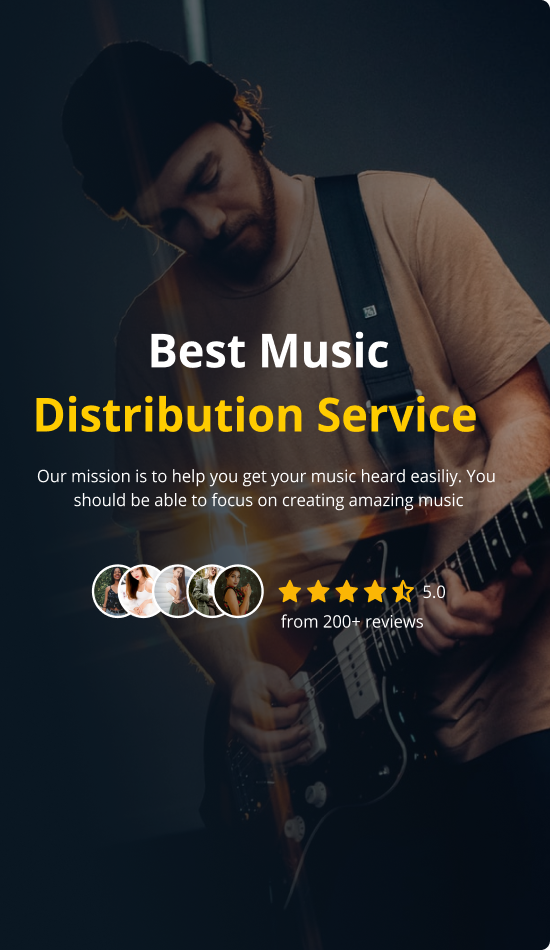 Best Music
Distribution Service
Our mission is to help you get your music heard easiliy. You
should be able to focus on creating amazing music
5.0
from 200+ reviews